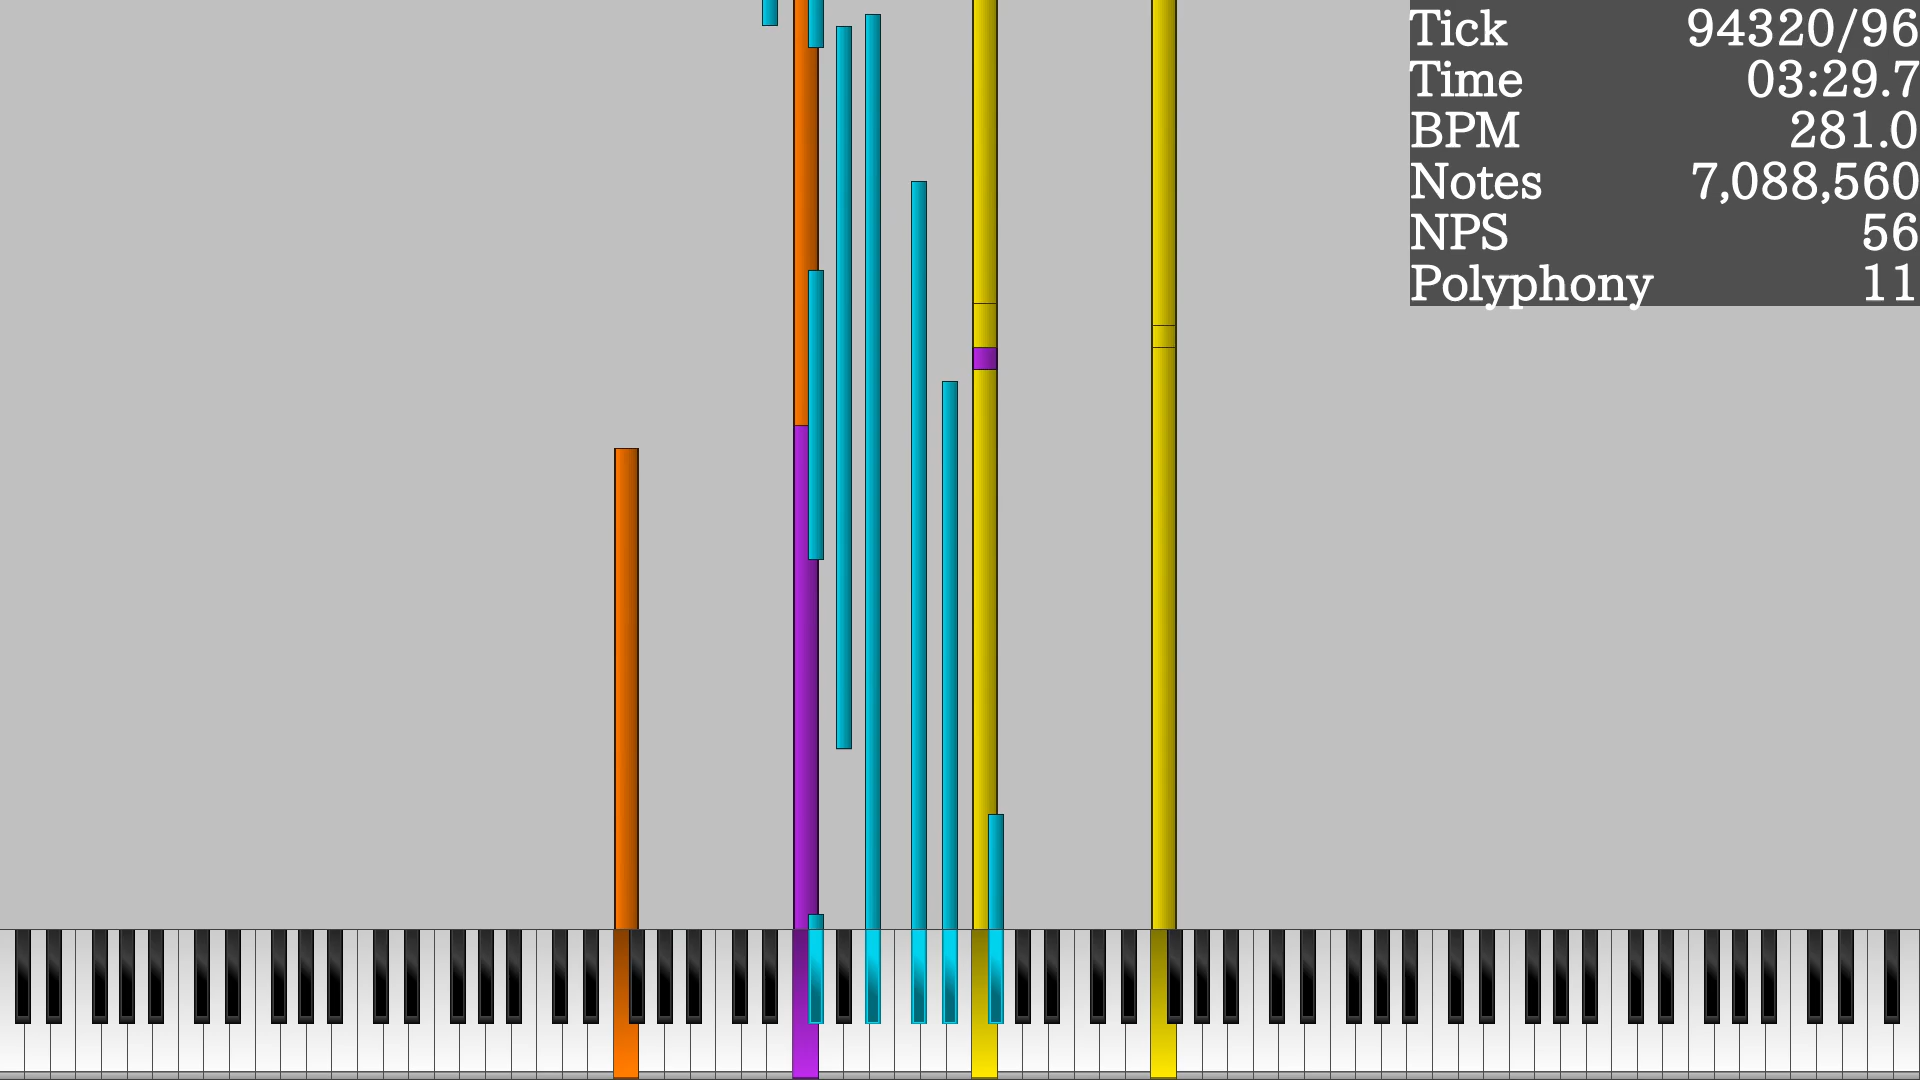 Tick 94320/96
Time 03:29.7
BPM 281.0
Notes 7,088,560
NPS 56
Polyphony 11